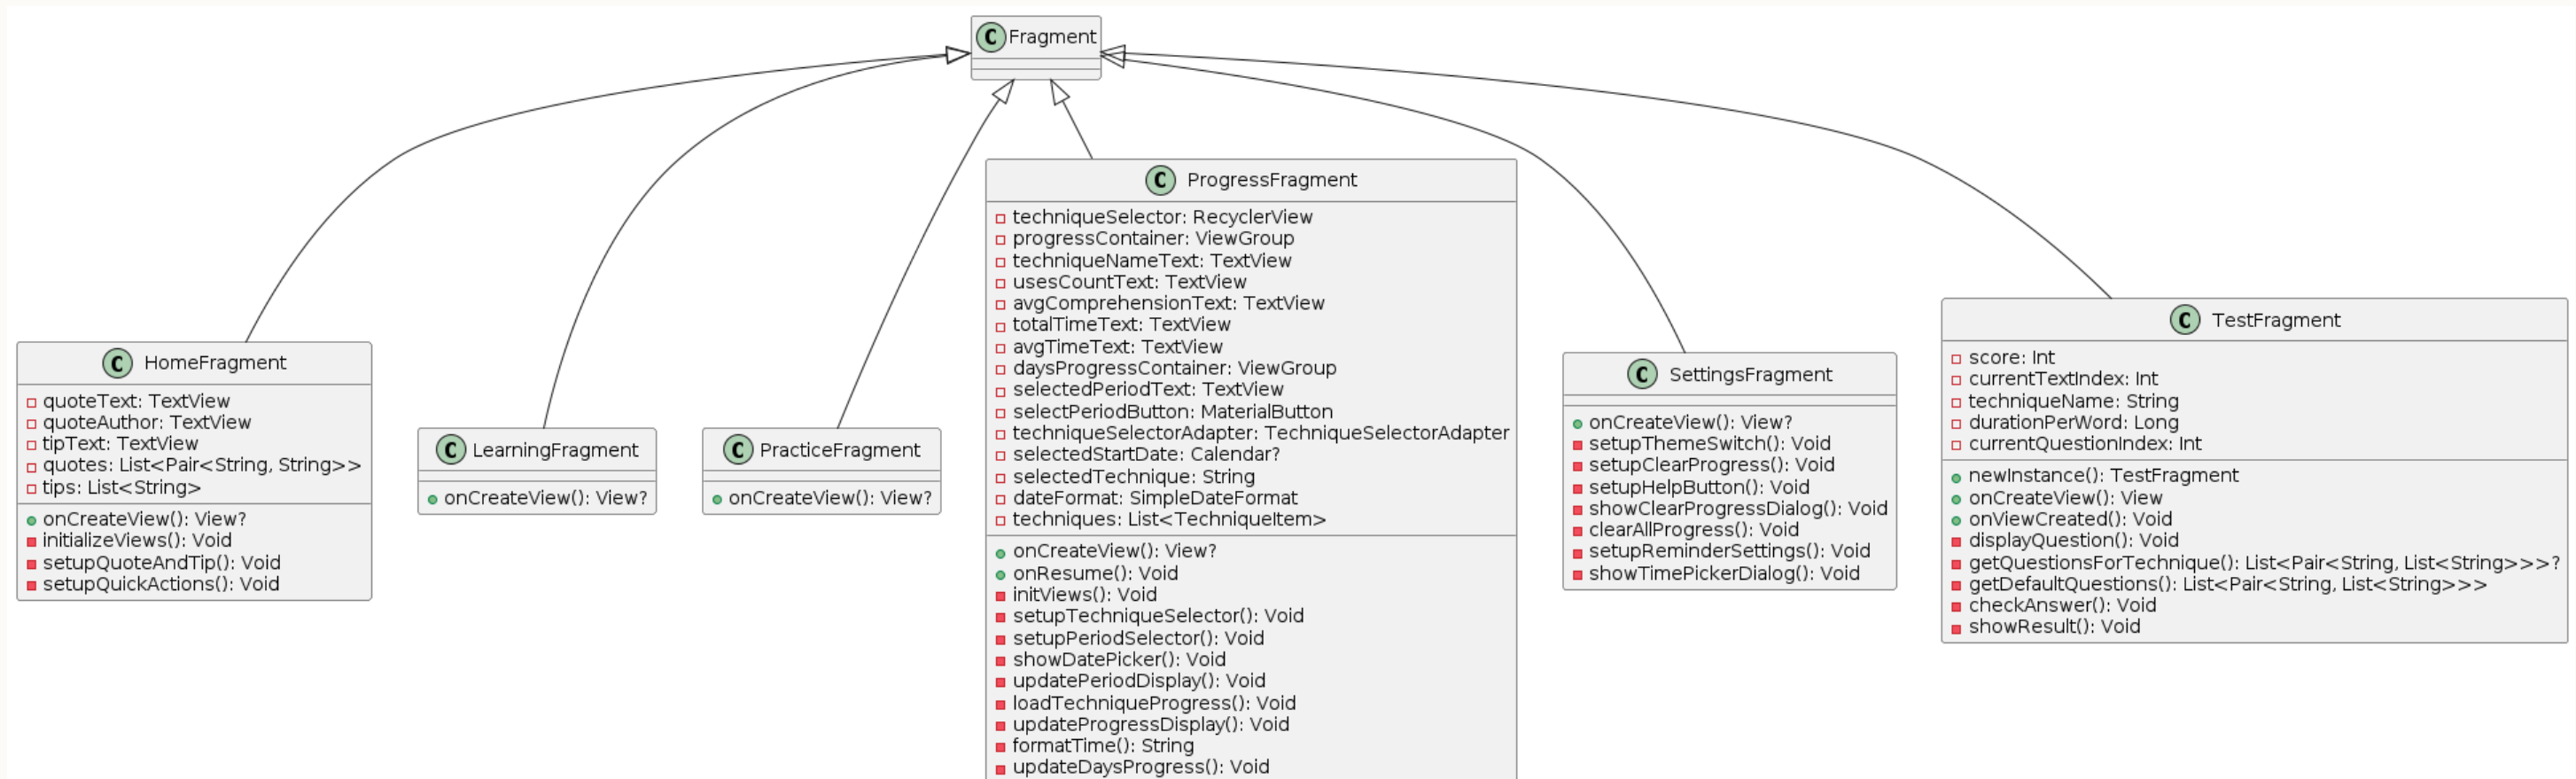 Fragment
HomeFragment
quoteText: TextView
quoteAuthor: TextView
tipText: TextView
quotes: List<Pair<String, String>>
tips: List<String>
onCreateView(): View?
initializeViews(): Void
setupQuoteAndTip(): Void
setupQuickActions(): Void
LearningFragment
onCreateView(): View?
PracticeFragment
onCreateView(): View?
ProgressFragment
techniqueSelector: RecyclerView
progressContainer: ViewGroup
techniqueNameText: TextView
usesCountText: TextView
avgComprehensionText: TextView
totalTimeText: TextView
avgTimeText: TextView
daysProgressContainer: ViewGroup
selectedPeriodText: TextView
selectPeriodButton: MaterialButton
techniqueSelectorAdapter: TechniqueSelectorAdapter
selectedStartDate: Calendar?
selectedTechnique: String
dateFormat: SimpleDateFormat
techniques: List<TechniqueItem>
onCreateView(): View?
onResume(): Void
initViews(): Void
setupTechniqueSelector(): Void
setupPeriodSelector(): Void
showDatePicker(): Void
updatePeriodDisplay(): Void
loadTechniqueProgress(): Void
updateProgressDisplay(): Void
formatTime(): String
updateDaysProgress(): Void
SettingsFragment
onCreateView(): View?
setupThemeSwitch(): Void
setupClearProgress(): Void
setupHelpButton(): Void
showClearProgressDialog(): Void
clearAllProgress(): Void
setupReminderSettings(): Void
showTimePickerDialog(): Void
TestFragment
score: Int
currentTextIndex: Int
techniqueName: String
durationPerWord: Long
currentQuestionIndex: Int
newInstance(): TestFragment
onCreateView(): View
onViewCreated(): Void
displayQuestion(): Void
getQuestionsForTechnique(): List<Pair<String, List<String>>>?
getDefaultQuestions(): List<Pair<String, List<String>>>
checkAnswer(): Void
showResult(): Void